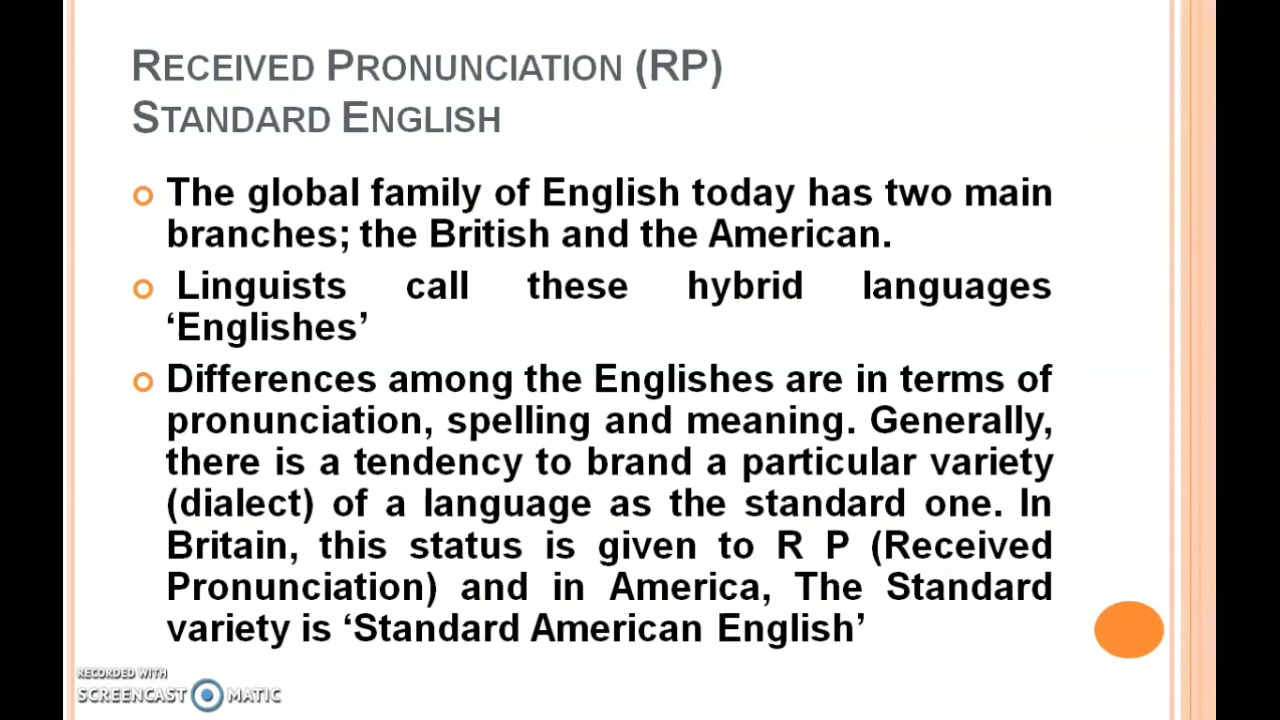 RECEIVED PRONUNCIATION (RP)
STANDARD ENGLISH
The global family of English today has two main
branches; the British and the American.
Linguists call these hybrid languages
‘Englishes’
Differences among the Englishes are in terms of
pronunciation, spelling and meaning. Generally,
there is a tendency to brand a particular variety
(dialect) of a language as the standard one. In
Britain, this status is given to R P (Received
Pronunciation) and in America, The Standard
variety is ‘Standard American English’
RECORDED WITH
SCREENCAST MATIC